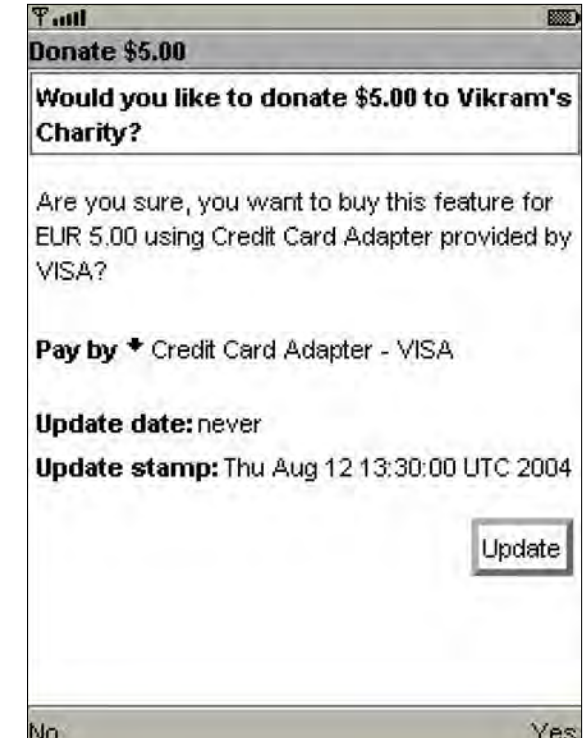 Donate $5.00
Would you like to donate $5.00 to Vikram's
Charity?
Are you sure, you want to buy this feature for
EUR 5.00 using Credit Card Adapter provided by
VISA?
Pay by Credit Card Adapter - VISA
Update date: never
Update stamp: Thu Aug 12 13:30:00 UTC 2004
Update
No Yes